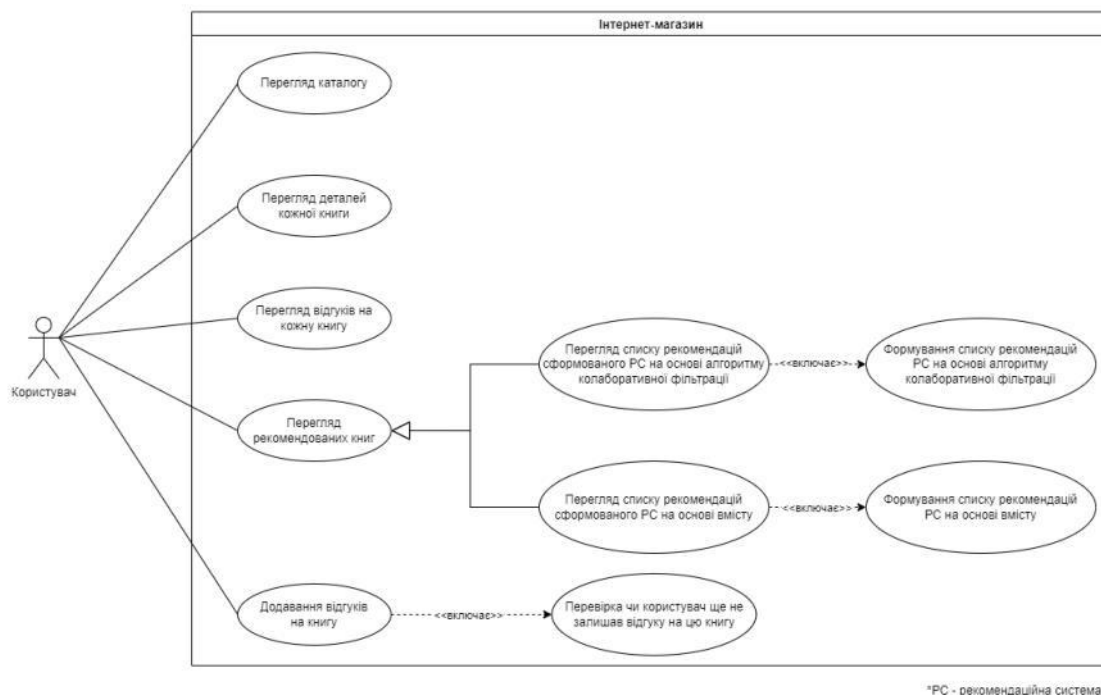 Інтернет-магазин
Перегляд каталогу
Перегляд деталей
кожної книги
Перегляд відгуків на
кожну книгу
Користувач
Перегляд
рекомендованих книг
Перегляд списку рекомендацій
сформованого РС на основі алгоритму
колаборативної фільтрації
<<включає>>
Формування списку рекомендацій
РС на основі алгоритму
колаборативної фільтрації
Перегляд списку рекомендацій
сформованого РС на основі вмісту
<<включає>>
Формування списку рекомендацій
РС на основі вмісту
Додавання відгуків
на книгу
<<включає>>
Перевірка чи користувач ще не
залишав відгуку на цю книгу
*РС - рекомендаційна система